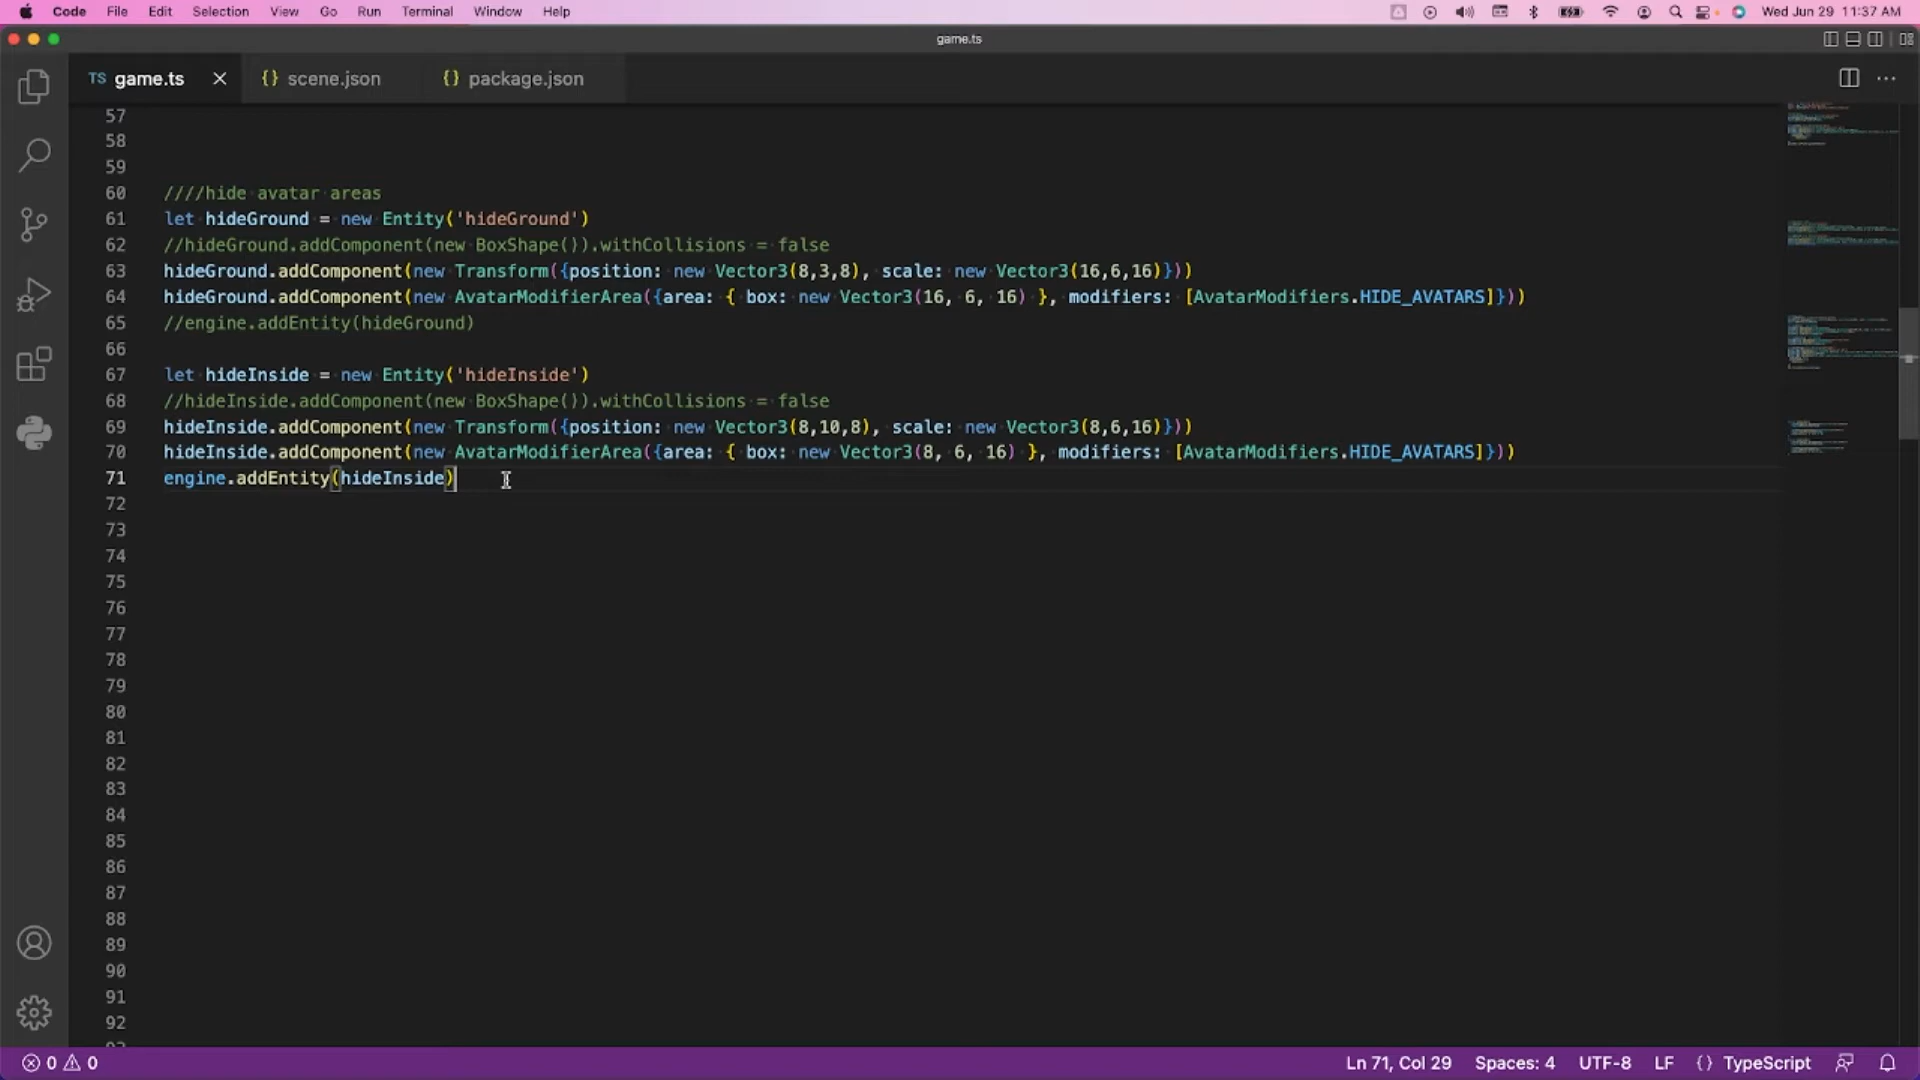 Code File Edit Selection View Go Run Terminal Window Help Wed Jun 29 11:37 AM
game.ts
TS game.ts {} scene.json {} package.json
57
58
59
60 ////hide avatar areas
61 let hideGround = new Entity('hideGround')
62 //hideGround.addComponent(new BoxShape()).withCollisions = false
63 hideGround.addComponent(new Transform({position: new Vector3(8,3,8), scale: new Vector3(16,6,16)}))
64 hideGround.addComponent(new AvatarModifierArea({area: { box: new Vector3(16, 6, 16) }, modifiers: [AvatarModifiers.HIDE_AVATARS]}))
65 //engine.addEntity(hideGround)
66
67 let hideInside = new Entity('hideInside')
68 //hideInside.addComponent(new BoxShape()).withCollisions = false
69 hideInside.addComponent(new Transform({position: new Vector3(8,10,8), scale: new Vector3(8,6,16)}))
70 hideInside.addComponent(new AvatarModifierArea({area: { box: new Vector3(8, 6, 16) }, modifiers: [AvatarModifiers.HIDE_AVATARS]}))
71 engine.addEntity(hideInside)
72
73
74
75
76
77
78
79
80
81
82
83
84
85
86
87
88
89
90
91
92
0 0 Ln 71, Col 29 Spaces: 4 UTF-8 LF {} TypeScript